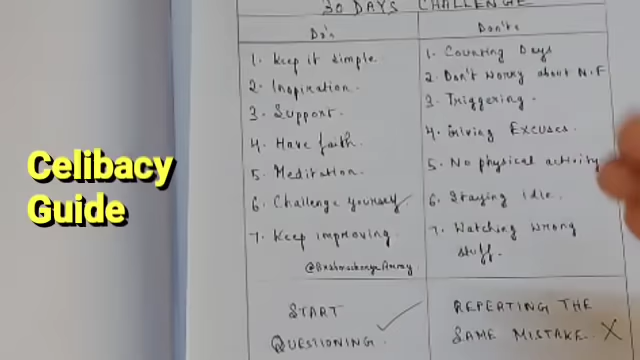 30 DAYS CHALLENGE
Do's
Don'ts
1. Keep it simple.
2. Inspiration.
3. Support.
4. Have faith.
5. Meditation.
6. Challenge yourself
7. Keep improving.
@BrahmacharyaArmy
1. Counting Days
2. Don't worry about N.F
3. Triggering.
4. Giving Excuses.
5. No physical activity
6. Staying idle.
7. Watching wrong
stuff.
START
QUESTIONING.
REPEATING THE
SAME MISTAKE.
Celibacy
Guide